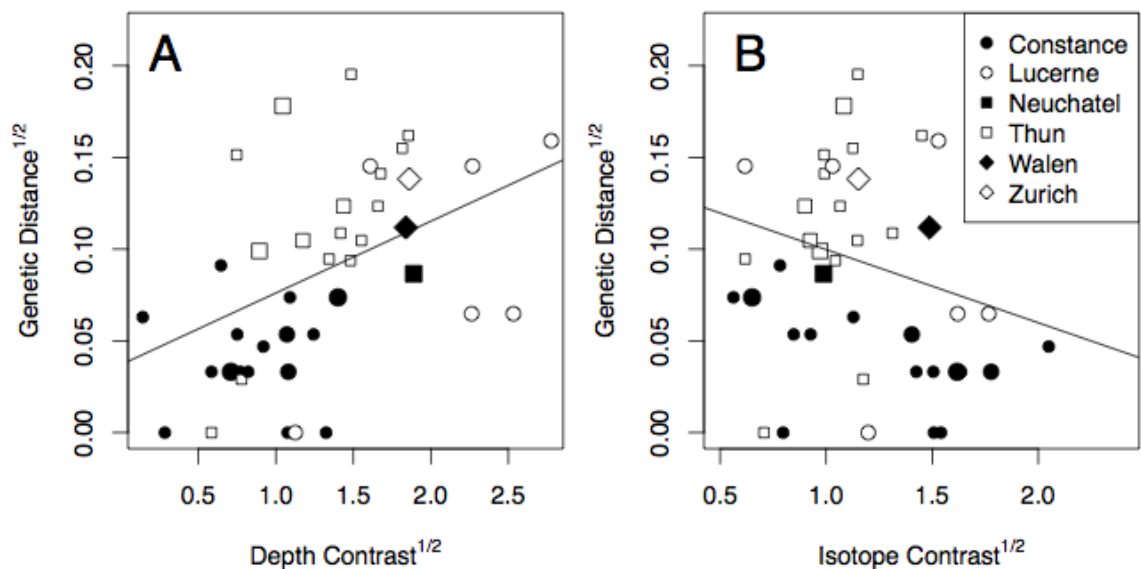 A
Genetic Distance1/2
0.00
0.05
0.10
0.15
0.20
0.5
1.0
1.5
2.0
2.5
Depth Contrast1/2
B
Genetic Distance1/2
0.00
0.05
0.10
0.15
0.20
0.5
1.0
1.5
2.0
Isotope Contrast1/2
Constance
Lucerne
Neuchatel
Thun
Walen
Zurich